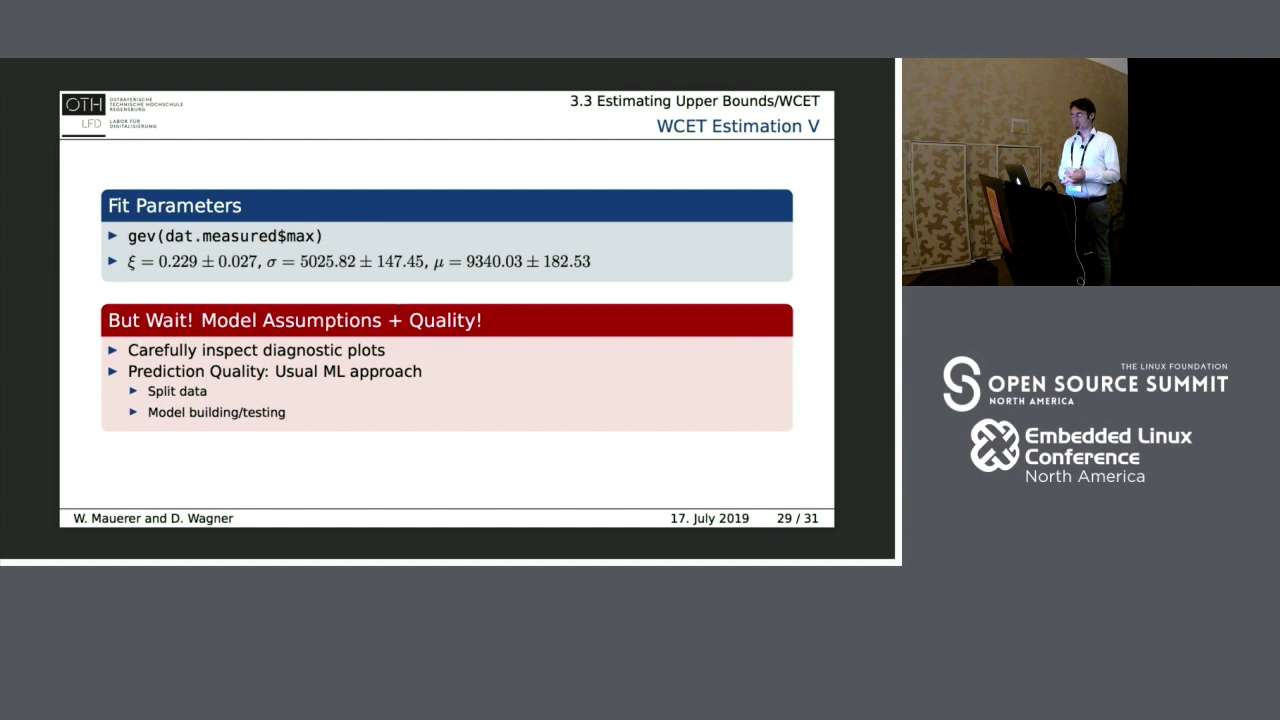 OTH
OSTBAYERISCHE
TECHNISCHE HOCHSCHULE
REGENSBURG
LFD
LABOR FÜR
DIGITALISIERUNG
3.3 Estimating Upper Bounds/WCET
WCET Estimation V
Fit Parameters
gev(dat.measured$max)
ξ = 0.229 ± 0.027, σ = 5025.82 ± 147.45, μ = 9340.03 ± 182.53
But Wait! Model Assumptions + Quality!
Carefully inspect diagnostic plots
Prediction Quality: Usual ML approach
Split data
Model building/testing
W. Mauerer and D. Wagner
17. July 2019 29 / 31
THE LINUX FOUNDATION
OPEN SOURCE SUMMIT
NORTH AMERICA
Embedded Linux
Conference
North America